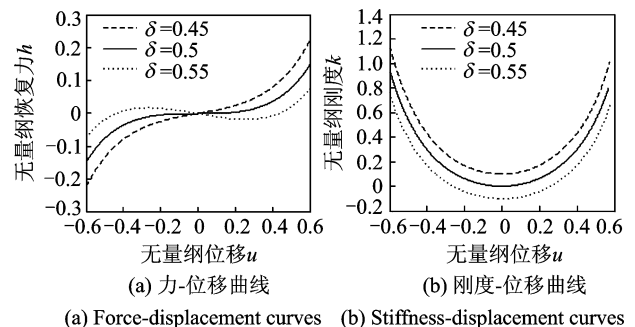 无量纲恢复力h
0.3
0.2
0.1
0
−0.1
−0.2
−0.3
δ=0.45
δ=0.5
δ=0.55
−0.6 −0.4 −0.2 0 0.2 0.4 0.6
无量纲位移u
(a) 力-位移曲线
(a) Force-displacement curves
无量纲刚度k
1.4
1.2
1.0
0.8
0.6
0.4
0.2
0
−0.2
δ=0.45
δ=0.5
δ=0.55
−0.6 −0.4 −0.2 0 0.2 0.4 0.6
无量纲位移u
(b) 刚度-位移曲线
(b) Stiffness-displacement curves